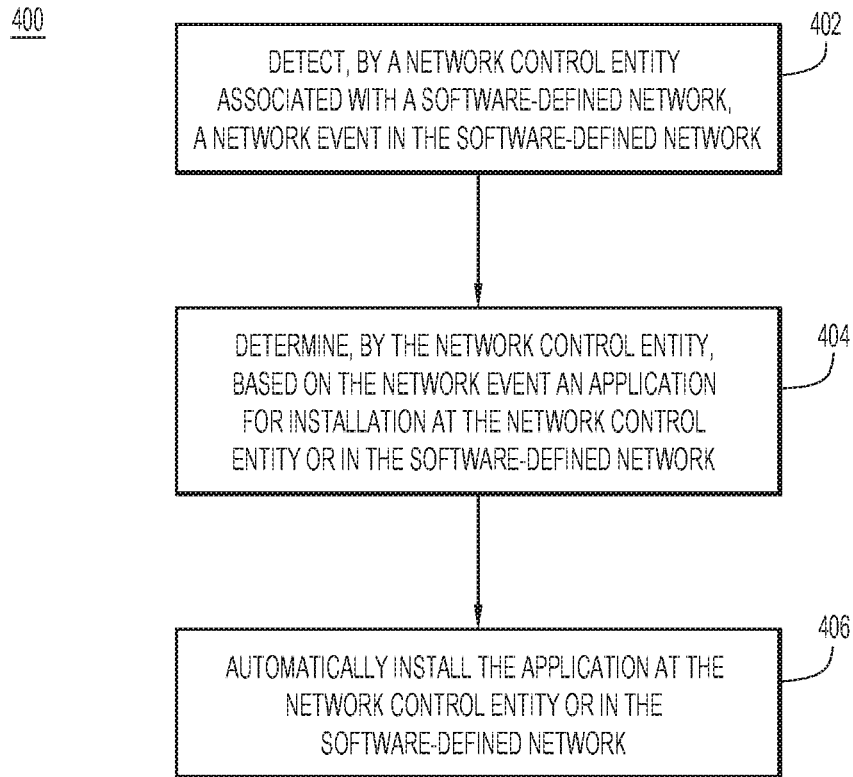 400
402
DETECT, BY A NETWORK CONTROL ENTITY
ASSOCIATED WITH A SOFTWARE-DEFINED NETWORK,
A NETWORK EVENT IN THE SOFTWARE-DEFINED NETWORK
404
DETERMINE, BY THE NETWORK CONTROL ENTITY,
BASED ON THE NETWORK EVENT AN APPLICATION
FOR INSTALLATION AT THE NETWORK CONTROL
ENTITY OR IN THE SOFTWARE-DEFINED NETWORK
406
AUTOMATICALLY INSTALL THE APPLICATION AT THE
NETWORK CONTROL ENTITY OR IN THE
SOFTWARE-DEFINED NETWORK